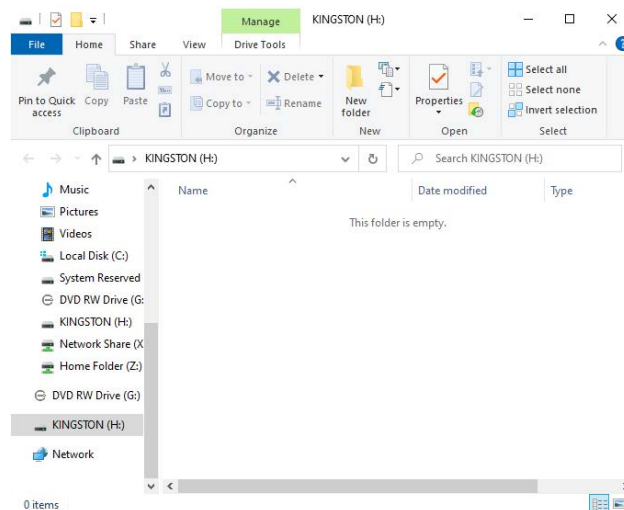 Manage
KINGSTON (H:)
File
Home
Share
View
Drive Tools
Pin to Quick access
Copy
Paste
Clipboard
Move to
Delete
Copy to
Rename
Organize
New folder
New
Properties
Open
Select all
Select none
Invert selection
Select
KINGSTON (H:)
Search KINGSTON (H:)
Name
Date modified
Type
This folder is empty.
Music
Pictures
Videos
Local Disk (C:)
System Reserved
DVD RW Drive (G:
KINGSTON (H:)
Network Share (X
Home Folder (Z:)
DVD RW Drive (G:)
KINGSTON (H:)
Network
0 items